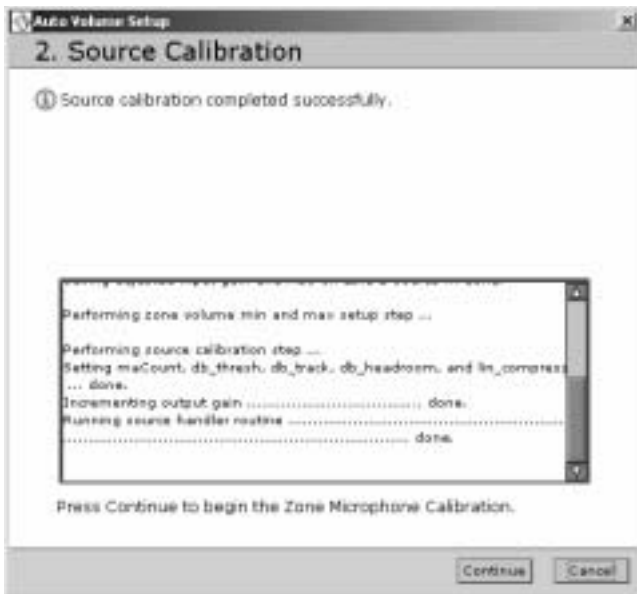 Auto Volume Setup
2. Source Calibration
Source calibration completed successfully.
Performing zone volume min and max setup step ...
Performing source calibration step ...
Setting maCount, db_thresh, db_track, db_headroom, and lin_compress
... done.
Incrementing output gain .................................... done.
Running source handler routine ........................................................
....................................................................... done.
Press Continue to begin the Zone Microphone Calibration.
Continue
Cancel